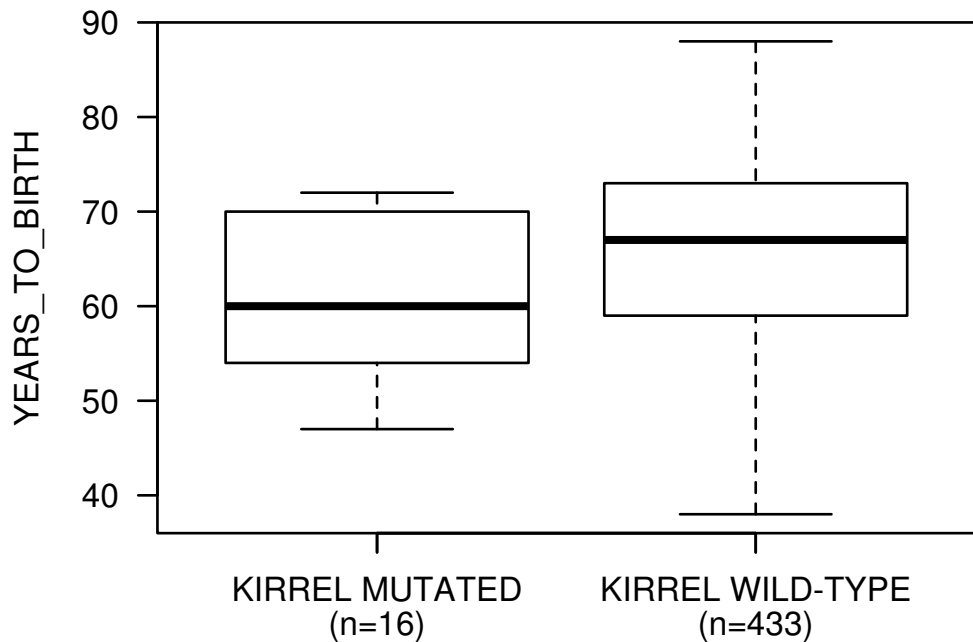 YEARS_TO_BIRTH
90
80
70
60
50
40
KIRREL MUTATED
(n=16)
KIRREL WILD-TYPE
(n=433)